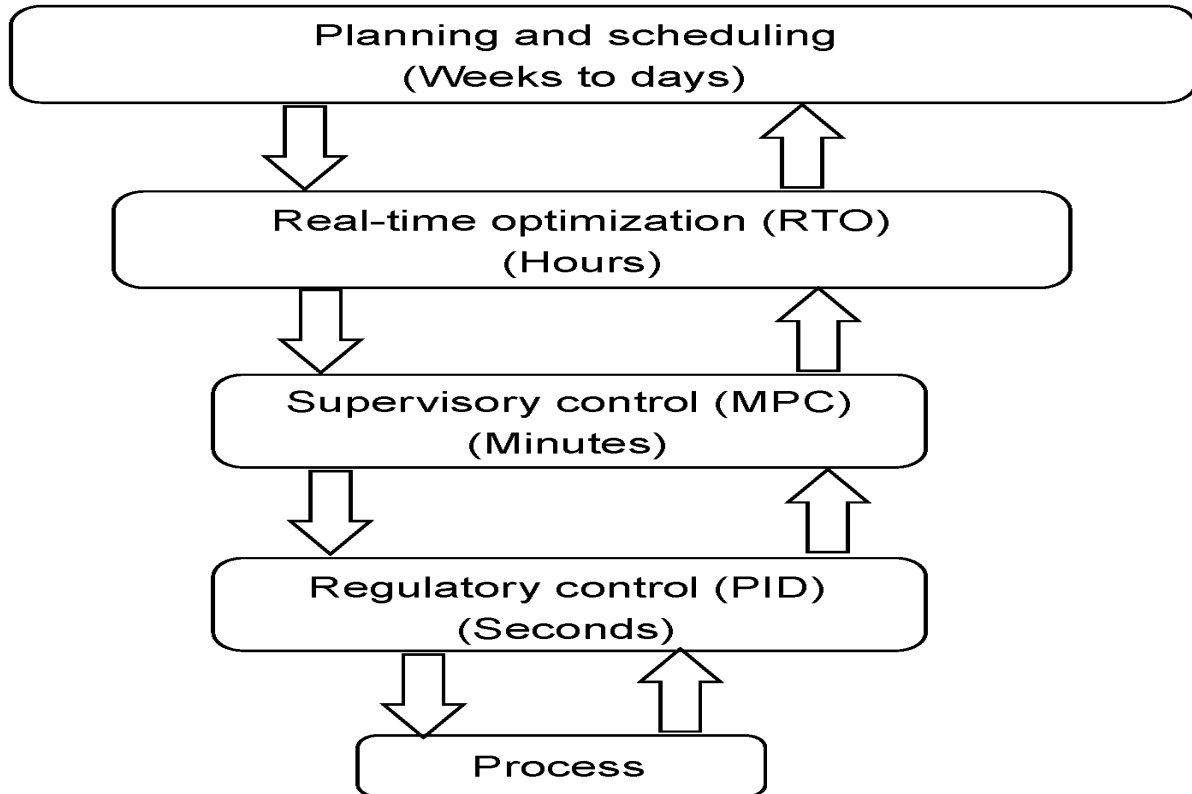 Planning and scheduling
(Weeks to days)
Real-time optimization (RTO)
(Hours)
Supervisory control (MPC)
(Minutes)
Regulatory control (PID)
(Seconds)
Process